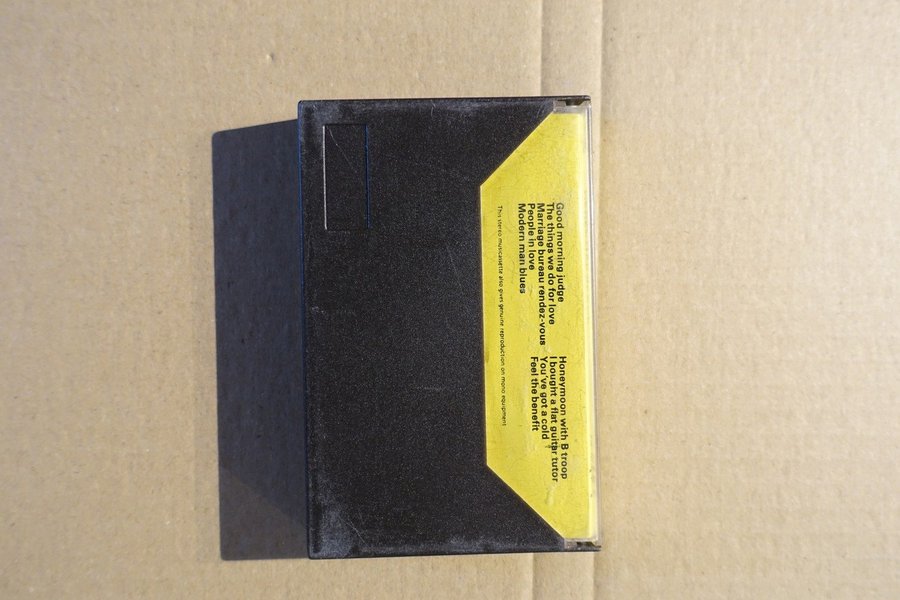 Good morning judge
The things we do for love
Marriage bureau rendez-vous
People in love
Modern man blues
Honeymoon with B troop
I bought a flat guitar tutor
You've got a cold
Feel the benefit
This stereo musicassette also gives genuine reproduction on mono equipment